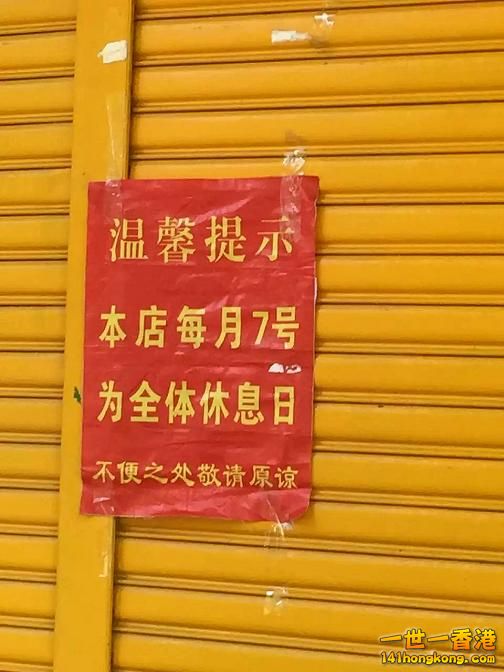 温馨提示
本店每月7号
为全体休息日
不便之处敬请原谅
一世一香港
141hongkong.com